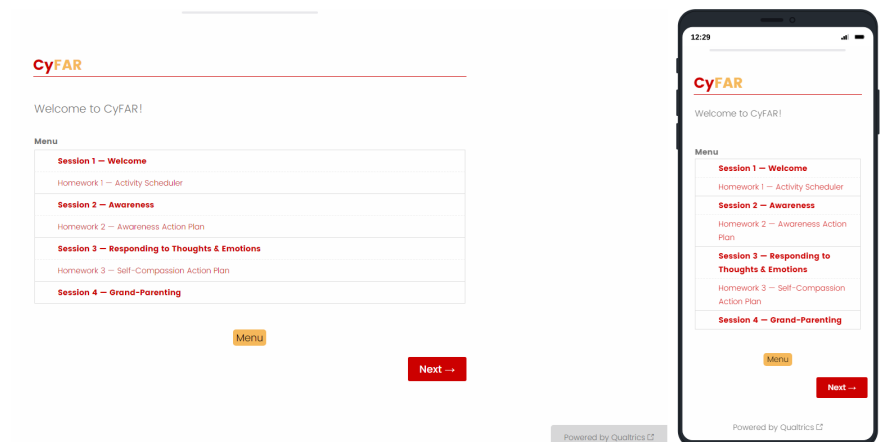 CyFAR
Welcome to CyFAR!
Menu
Session 1 — Welcome
Homework 1 — Activity Scheduler
Session 2 — Awareness
Homework 2 — Awareness Action Plan
Session 3 — Responding to Thoughts & Emotions
Homework 3 — Self-Compassion Action Plan
Session 4 — Grand-Parenting
Menu
Next →
Powered by Qualtrics
12:29
CyFAR
Welcome to CyFAR!
Menu
Session 1 — Welcome
Homework 1 — Activity Scheduler
Session 2 — Awareness
Homework 2 — Awareness Action
Plan
Session 3 — Responding to
Thoughts & Emotions
Homework 3 — Self-Compassion
Action Plan
Session 4 — Grand-Parenting
Menu
Next →
Powered by Qualtrics